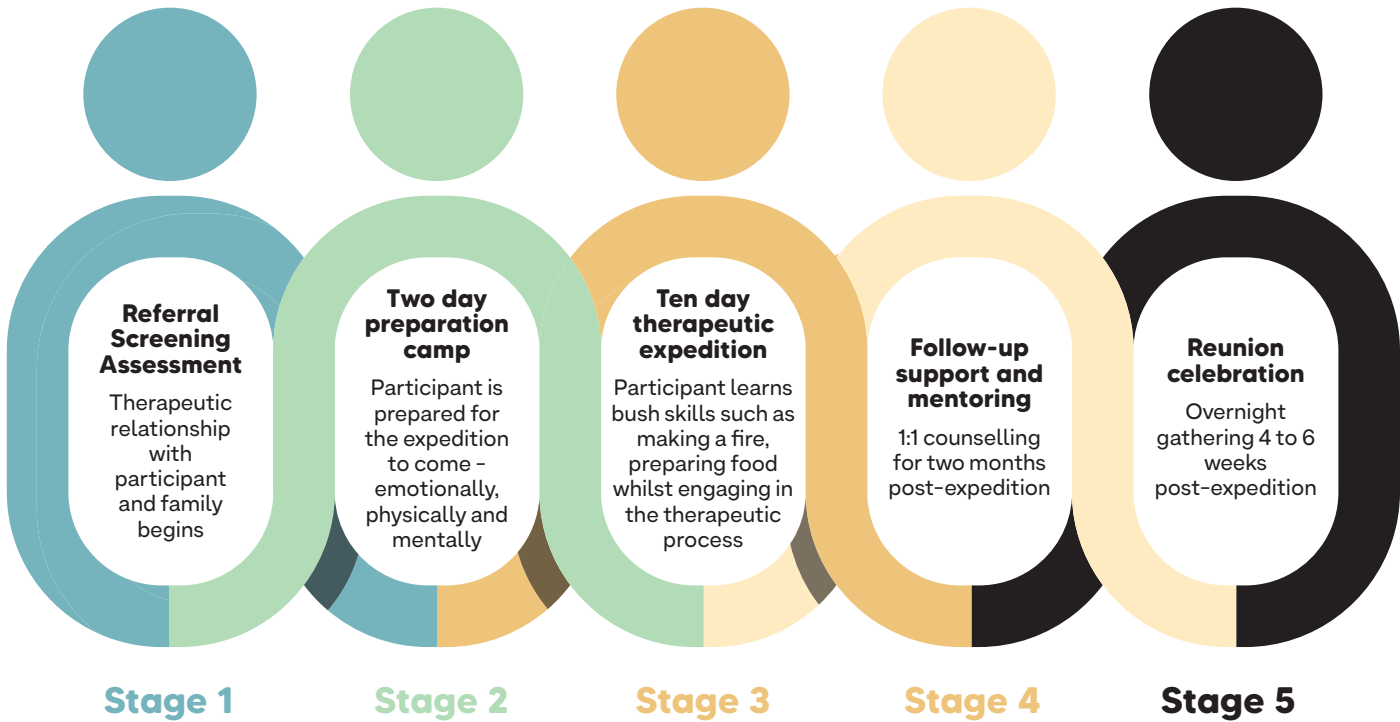 Referral
Screening
Assessment
Therapeutic
relationship
with
participant
and family
begins
Two day
preparation
camp
Participant is
prepared for
the expedition
to come -
emotionally,
physically and
mentally
Ten day
therapeutic
expedition
Participant learns
bush skills such as
making a fire,
preparing food
whilst engaging in
the therapeutic
process
Follow-up
support and
mentoring
1:1 counselling
for two months
post-expedition
Reunion
celebration
Overnight
gathering 4 to 6
weeks
post-expedition
Stage 1
Stage 2
Stage 3
Stage 4
Stage 5